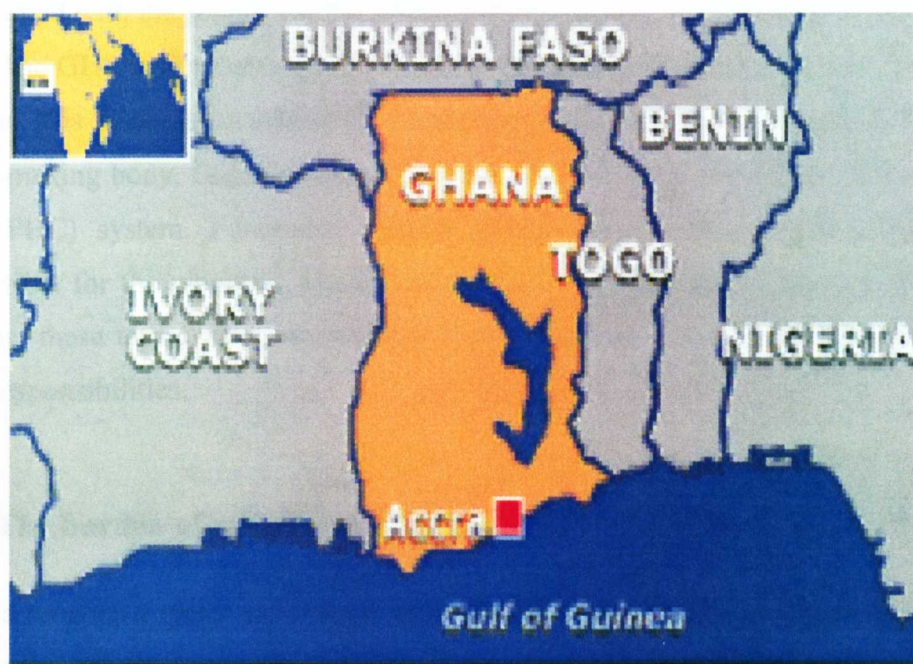 BURKINA FASO
BENIN
GHANA
TOGO
IVORY
COAST
NIGERIA
Accra
Gulf of Guinea